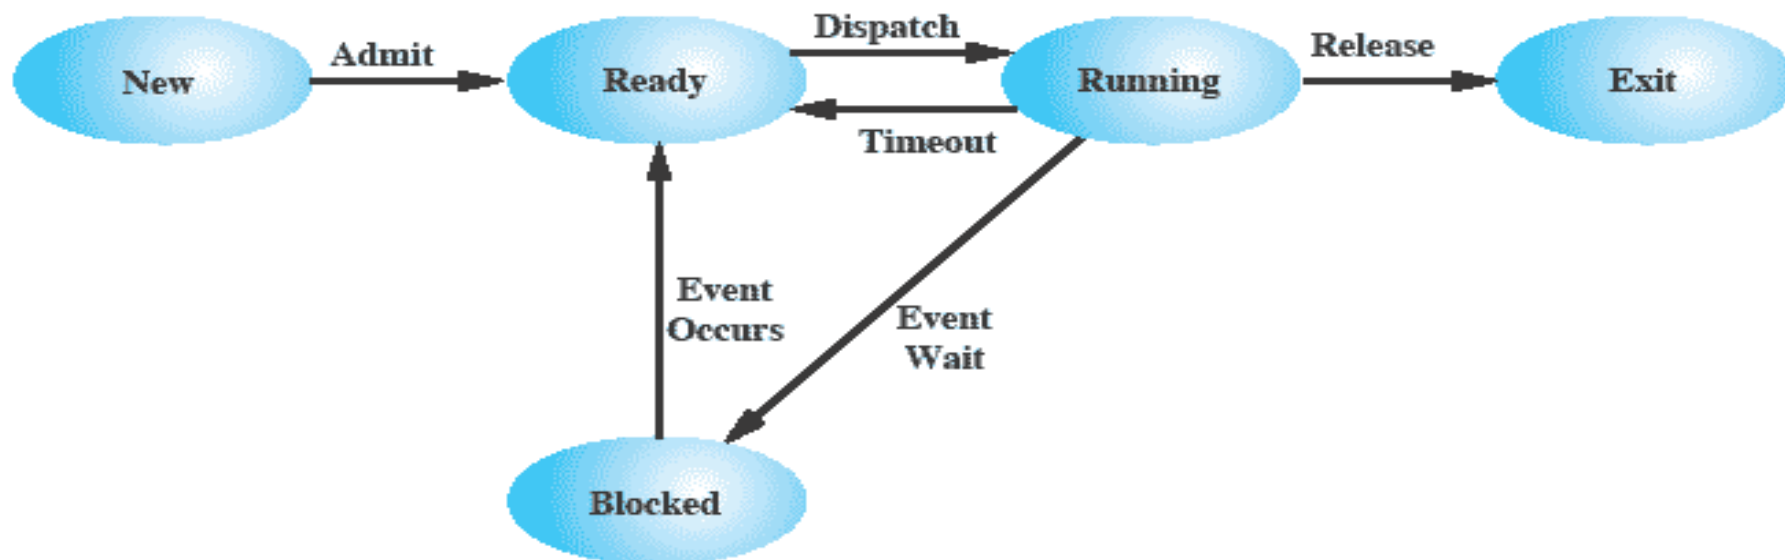 New
Admit
Ready
Dispatch
Timeout
Running
Release
Exit
Event
Occurs
Event
Wait
Blocked